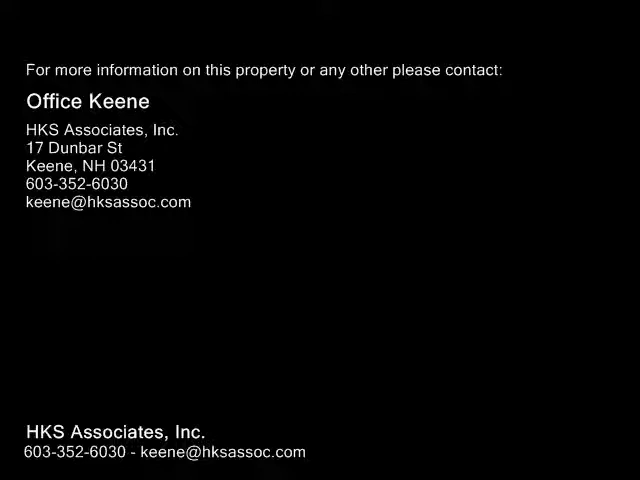 For more information on this property or any other please contact:
Office Keene
HKS Associates, Inc.
17 Dunbar St
Keene, NH 03431
603-352-6030
keene@hksassoc.com
HKS Associates, Inc.
603-352-6030 - keene@hksassoc.com